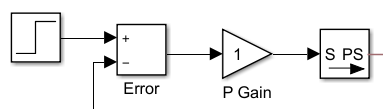 +
−
Error
1
P Gain
S PS